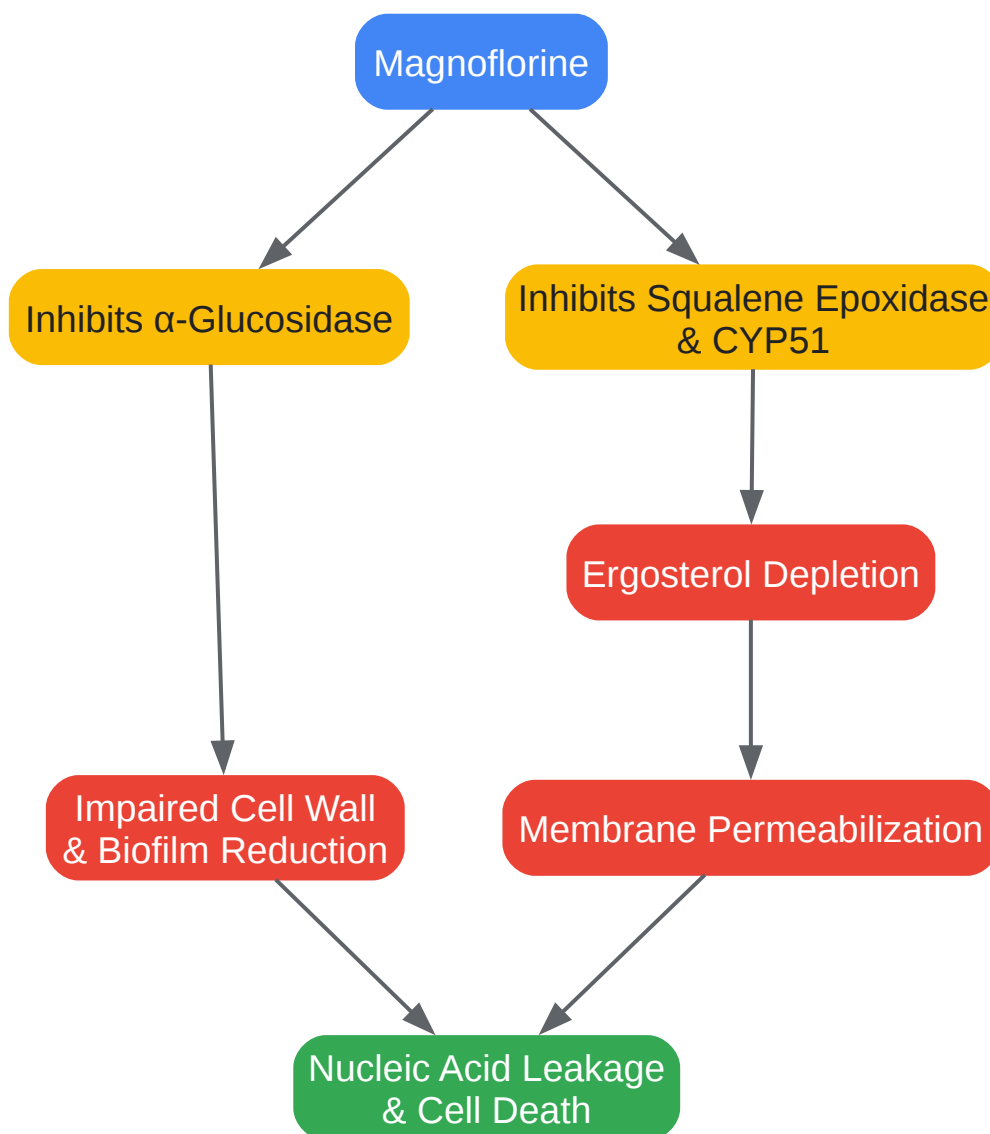 Magnoflorine
Inhibits α-Glucosidase
Inhibits Squalene Epoxidase
& CYP51
Ergosterol Depletion
Impaired Cell Wall
& Biofilm Reduction
Membrane Permeabilization
Nucleic Acid Leakage
& Cell Death